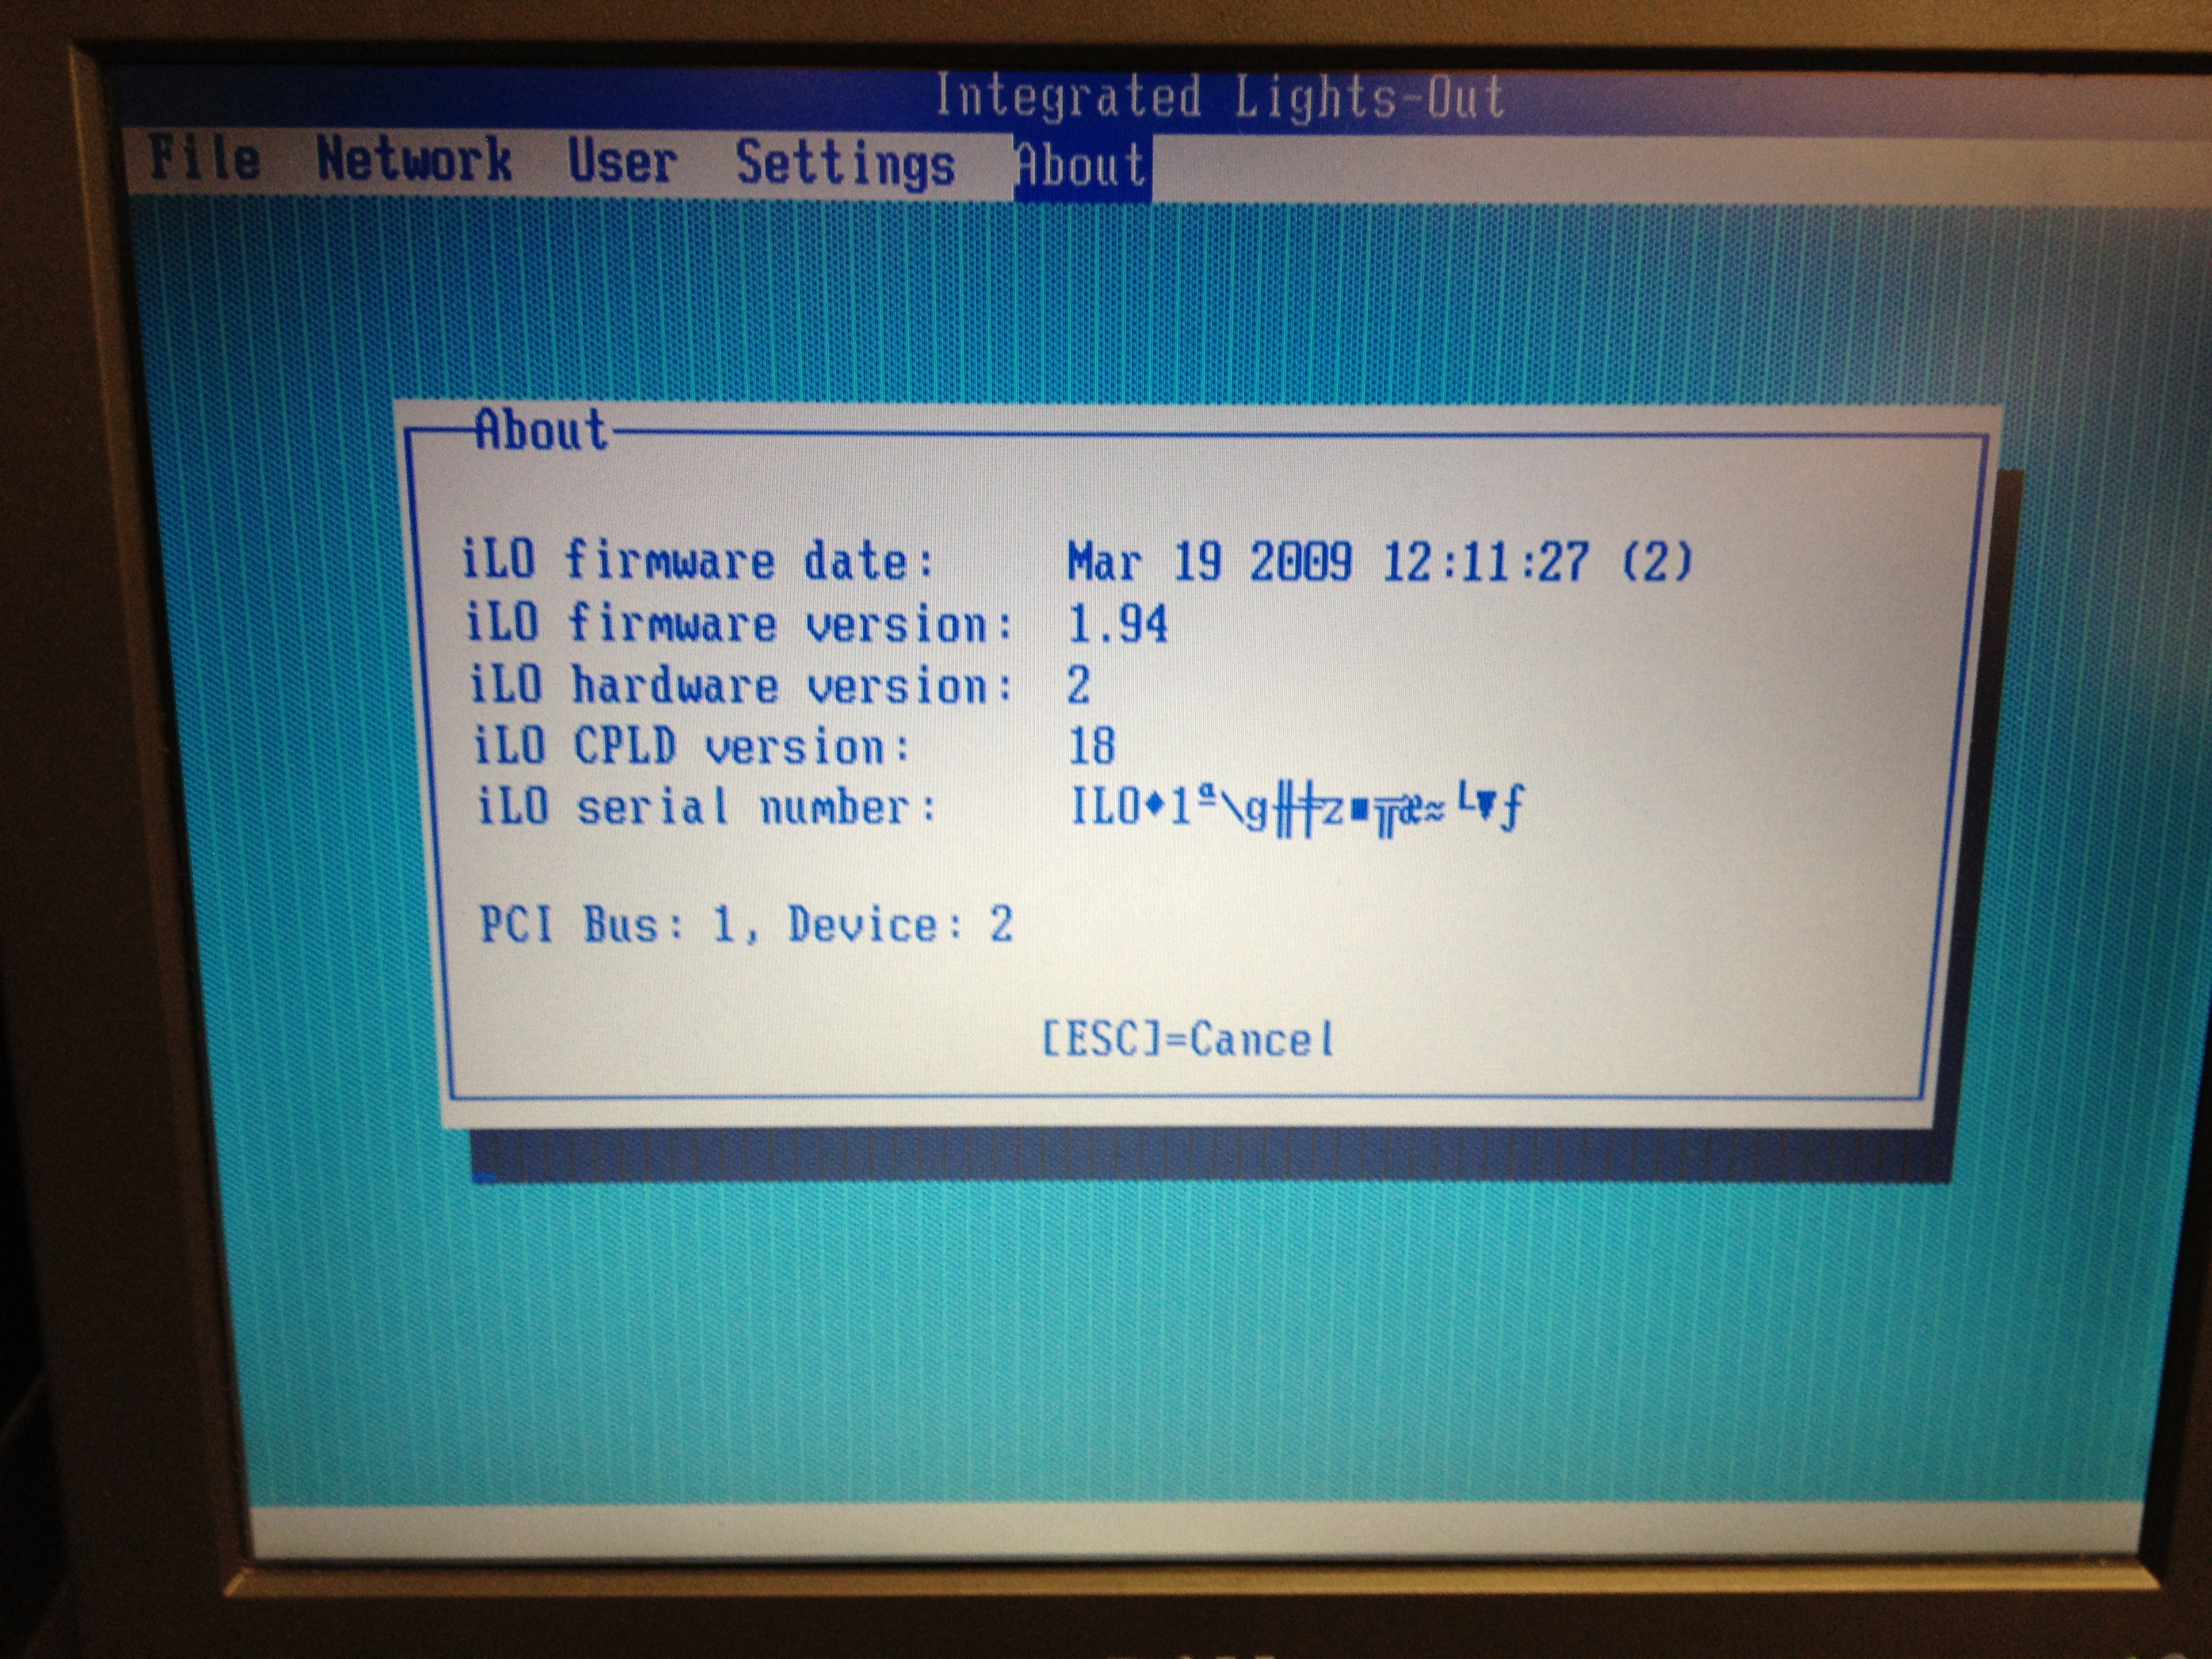 Integrated Lights-Out
File Network User Settings About
About
iLO firmware date: Mar 19 2009 12:11:27 (2)
iLO firmware version: 1.94
iLO hardware version: 2
iLO CPLD version: 18
iLO serial number: ILO♦1ª\g╫╪z■╥æ≈└▼ƒ
PCI Bus: 1, Device: 2
[ESC]=Cancel